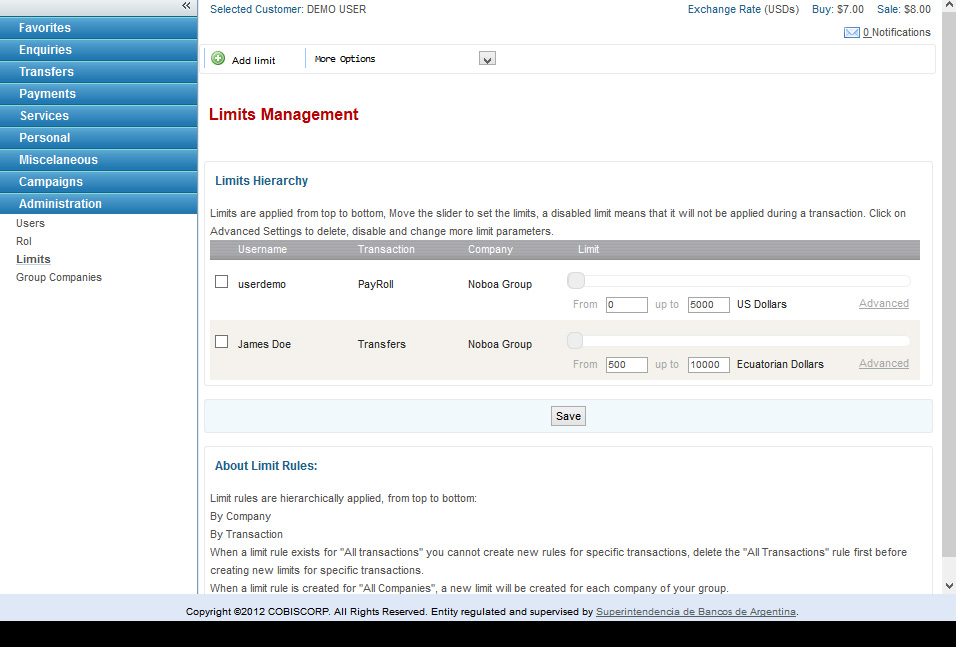 «
Selected Customer: DEMO USER
Exchange Rate (USDs) Buy: $7.00 Sale: $8.00
0 Notifications
Favorites
Enquiries
Transfers
Payments
Services
Personal
Miscelaneous
Campaigns
Administration
Users
Rol
Limits
Group Companies
Add limit
More Options
Limits Management
Limits Hierarchy
Limits are applied from top to bottom, Move the slider to set the limits, a disabled limit means that it will not be applied during a transaction. Click on
Advanced Settings to delete, disable and change more limit parameters.
Username Transaction Company Limit
userdemo PayRoll Noboa Group
From 0 up to 5000 US Dollars Advanced
James Doe Transfers Noboa Group
From 500 up to 10000 Ecuatorian Dollars Advanced
Save
About Limit Rules:
Limit rules are hierarchically applied, from top to bottom:
By Company
By Transaction
When a limit rule exists for "All transactions" you cannot create new rules for specific transactions, delete the "All Transactions" rule first before
creating new limits for specific transactions.
When a limit rule is created for "All Companies", a new limit will be created for each company of your group.
Copyright ©2012 COBISCORP. All Rights Reserved. Entity regulated and supervised by Superintendencia de Bancos de Argentina.